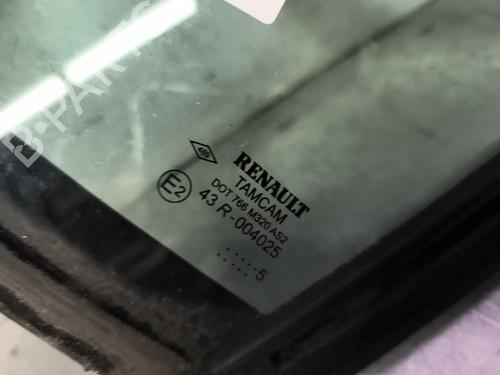 B-PARTS
RENAULT
TAMCAM
DOT 766 M320 AS2
E2 43 R-004025
.....
.....5